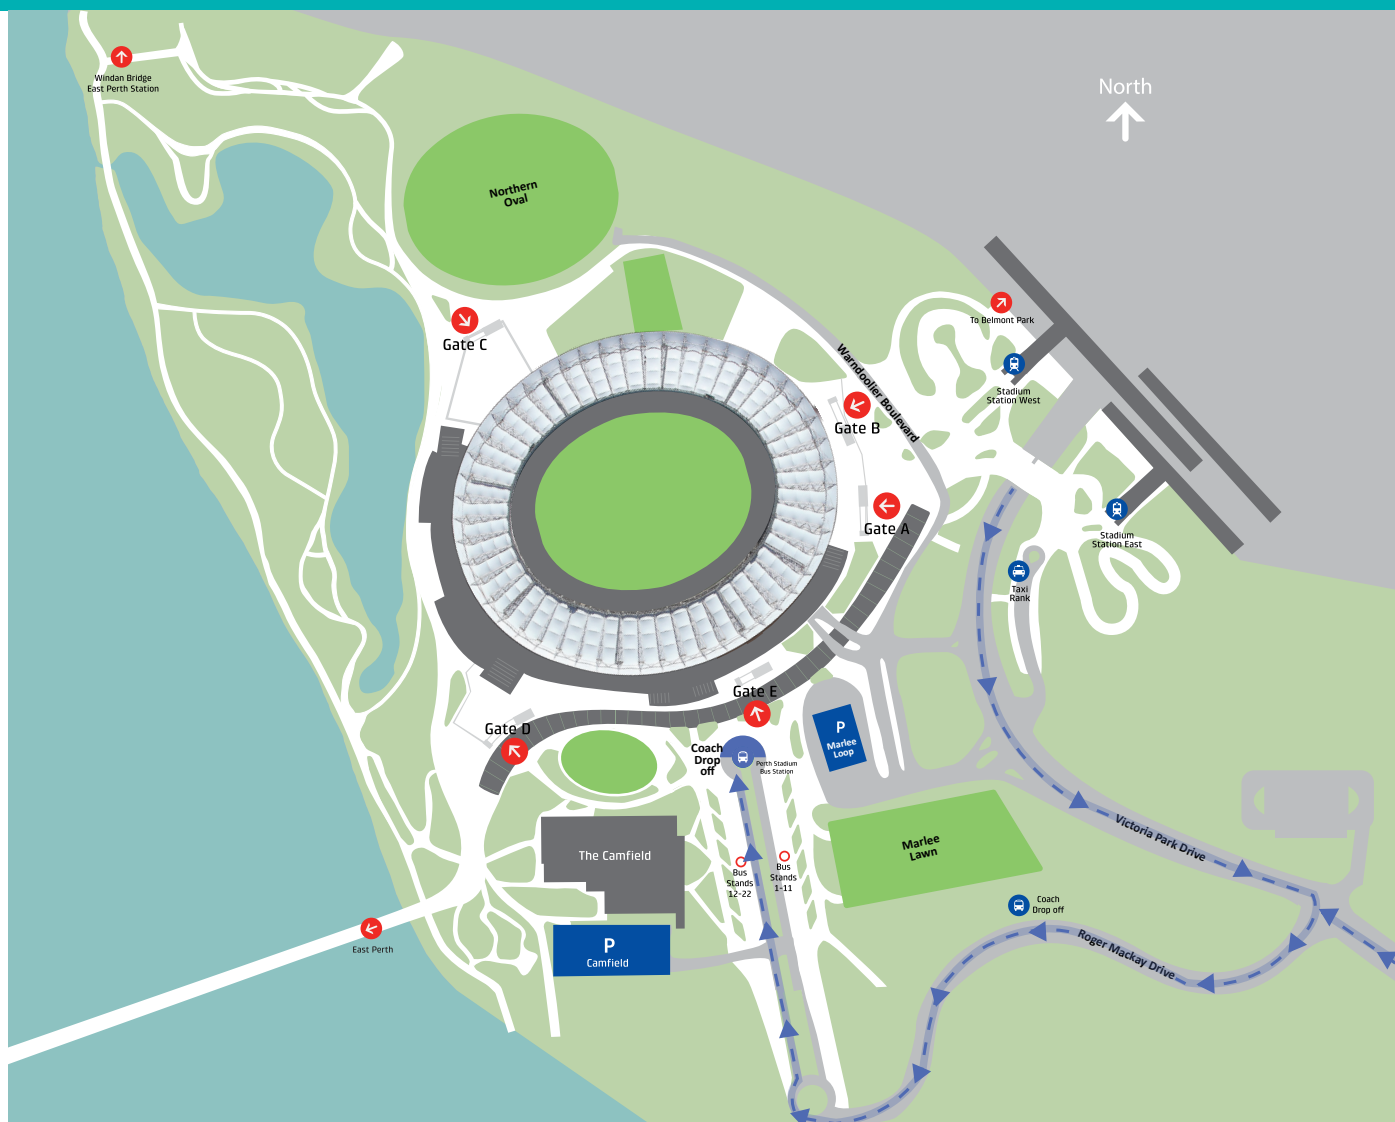 Windan Bridge
East Perth Station
North
Northern
Oval
To Belmont Park
Gate C
Stadium
Station West
Warndoolier Boulevard
Gate B
Gate A
Stadium
Station East
Taxi
Rank
Gate E
Gate D
P
Marlee
Loop
Coach
Drop
off
Perth Stadium
Bus Station
Victoria Park Drive
Marlee
Lawn
The Camfield
Bus
Stands
12-22
Bus
Stands
1-11
Coach
Drop off
Roger Mackay Drive
East Perth
P
Camfield